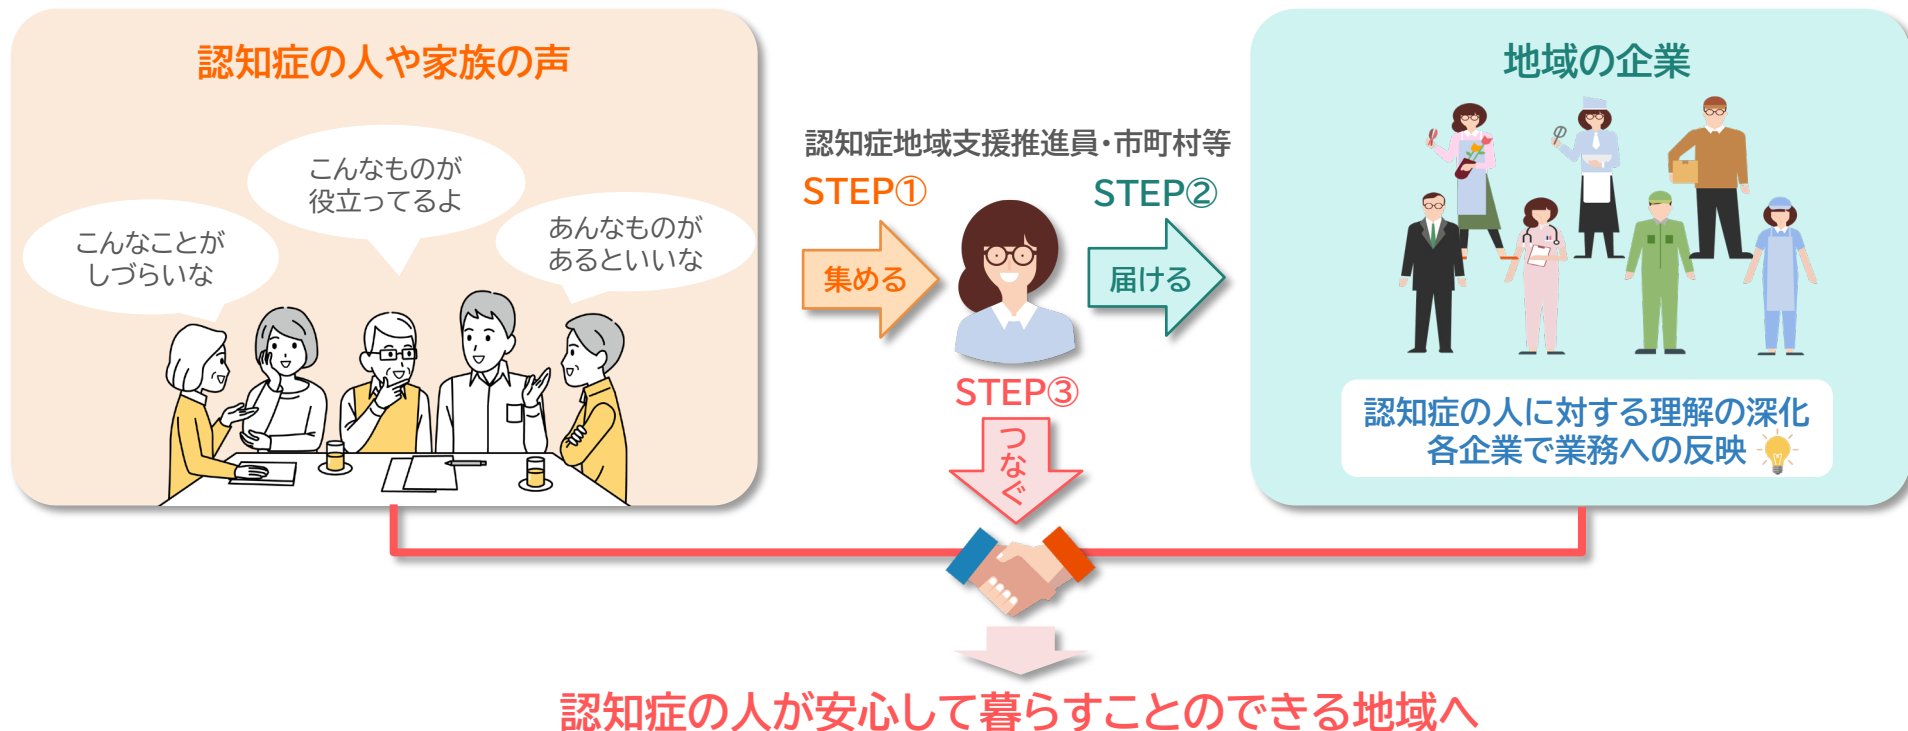 認知症の人や家族の声
こんなことが
しづらいな
こんなものが
役立ってるよ
あんなものが
あるといいな
認知症地域支援推進員・市町村等
STEP①
集める
STEP②
届ける
STEP③
つなぐ
地域の企業
認知症の人に対する理解の深化
各企業で業務への反映
認知症の人が安心して暮らすことのできる地域へ